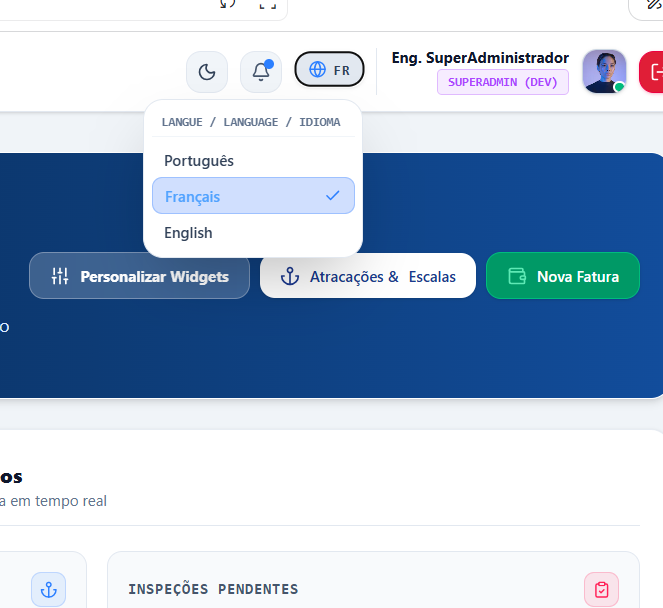 Eng. SuperAdministrador
FR
SUPERADMIN (DEV)
LANGUE / LANGUAGE / IDIOMA
Português
Français
English
Personalizar Widgets
Atracações & Escalas
Nova Fatura
o
os
a em tempo real
INSPEÇÕES PENDENTES